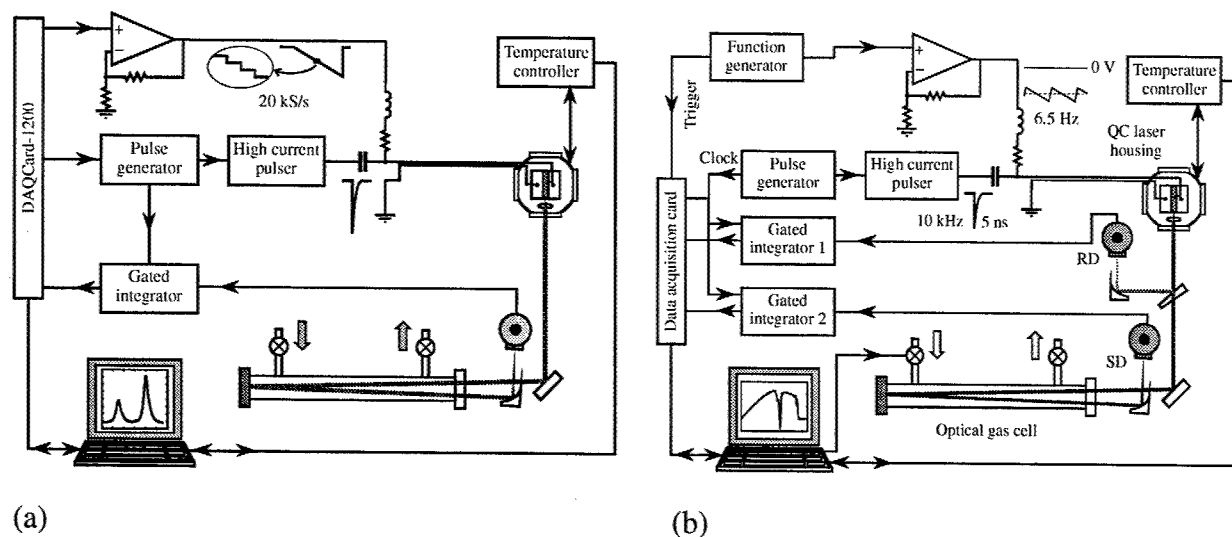 20 kS/s
Temperature
controller
DAQCard-1200
Pulse
generator
High current
pulser
Gated
integrator
(a)
Function
generator
0 V
6.5 Hz
Temperature
controller
Trigger
QC laser
housing
Clock
Pulse
generator
High current
pulser
10 kHz
5 ns
Data acquisition card
Gated
integrator 1
RD
Gated
integrator 2
SD
Optical gas cell
(b)